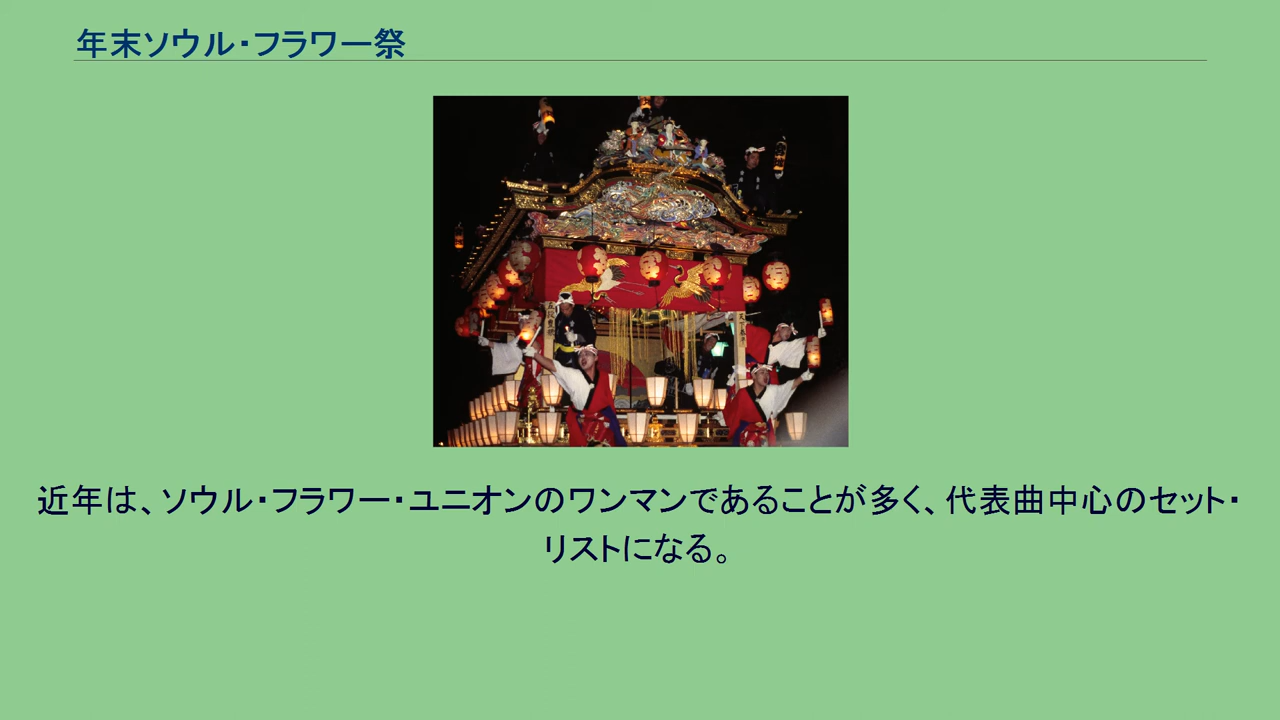 年末ソウル・フラワー祭
近年は、ソウル・フラワー・ユニオンのワンマンであることが多く、代表曲中心のセット・
リストになる。